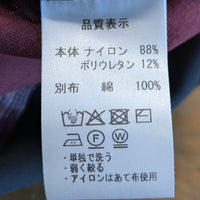 品質表示
本体 ナイロン 88%
ポリウレタン 12%
別布 綿 100%
・単独で洗う
・弱く絞る
・アイロンはあて布使用